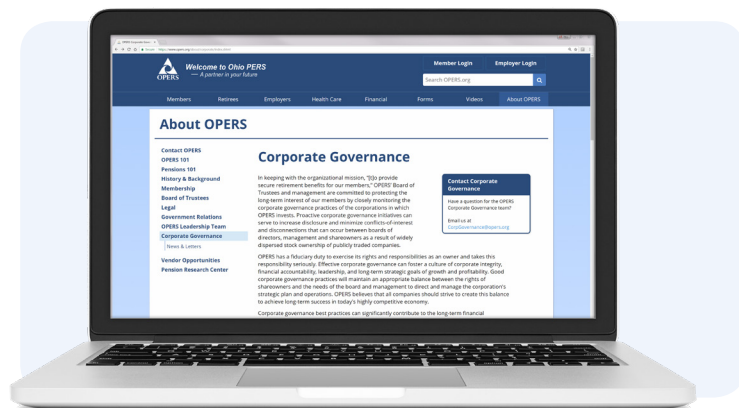 OPERS Corporate Gover
Welcome to Ohio PERS
A partner in your future
OPERS
Member Login
Employer Login
Search OPERS.org
Members
Retirees
Employers
Health Care
Financial
Forms
Videos
About OPERS
About OPERS
Contact OPERS
OPERS 101
Pensions 101
History & Background
Membership
Board of Trustees
Legal
Government Relations
OPERS Leadership Team
Corporate Governance
News & Letters
Vendor Opportunities
Pension Research Center
Corporate Governance
In keeping with the organizational mission, "[t]o provide
secure retirement benefits for our members," OPERS' Board of
Trustees and management are committed to protecting the
long-term interest of our members by closely monitoring the
corporate governance practices of the corporations in which
OPERS invests. Proactive corporate governance initiatives can
serve to increase disclosure and minimize conflicts-of-interest
and disconnections that can occur between boards of
directors, management and shareowners as a result of widely
dispersed stock ownership of publicly traded companies.
Contact Corporate
Governance
Have a question for the OPERS
Corporate Governance team?
Email us at
CorpGovernance@opers.org
OPERS has a fiduciary duty to exercise its rights and responsibilities as an owner and takes this
responsibility seriously. Effective corporate governance can foster a culture of corporate integrity,
financial accountability, leadership, and long-term strategic goals of growth and profitability. Good
corporate governance practices will maintain an appropriate balance between the rights of
shareowners and the needs of the board and management to direct and manage the corporation's
strategic plan and operations. OPERS believes that all companies should strive to create this balance
to achieve long-term success in today's highly competitive economy.
Corporate governance best practices can significantly contribute to the long-term financial